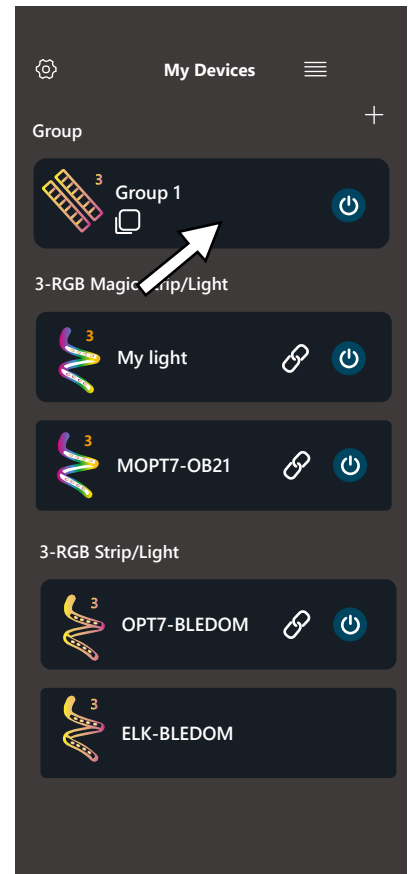 My Devices
Group
3
Group 1
3-RGB Magic Strip/Light
3
My light
3
MOPT7-OB21
3-RGB Strip/Light
3
OPT7-BLEDOM
3
ELK-BLEDOM